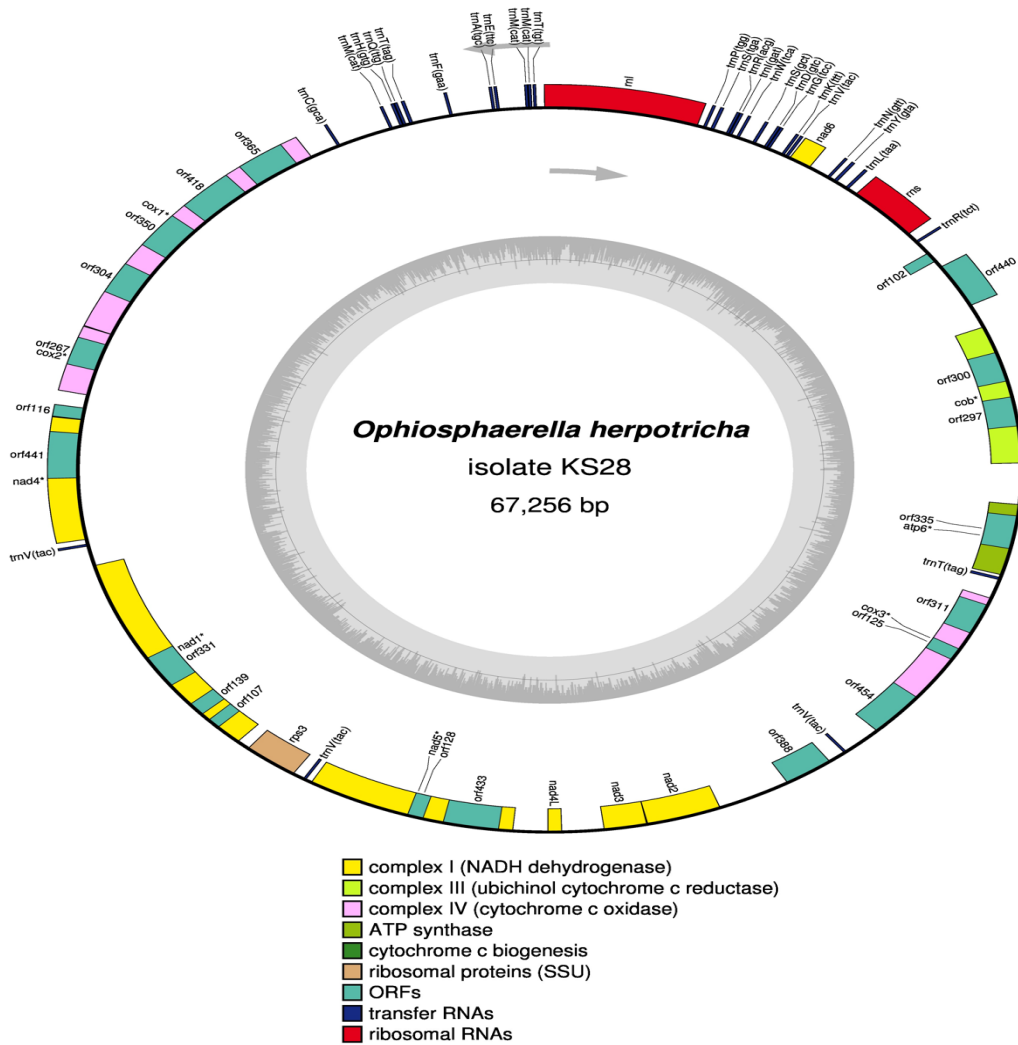 Ophiosphaerella herpotricha
isolate KS28
67,256 bp
rnl
trnP(tgg)
trnS(tga)
trnR(acg)
trnI(gat)
trnW(tca)
trnS(gct)
trnD(gtc)
trnG(tcc)
trnK(ttt)
trnV(tac)
nad6
trnN(gtt)
trnY(gta)
trnL(taa)
rns
trnR(tct)
orf102
orf440
orf300
cob*
orf297
orf335
atp6*
trnT(tag)
orf311
cox3*
orf125
orf454
trnV(tac)
orf388
nad2
nad3
nad4L
orf433
orf128
nad5*
trnV(tac)
rps3
orf107
orf139
orf331
nad1*
trnV(tac)
nad4*
orf441
orf116
cox2*
orf267
orf304
orf350
cox1*
orf418
orf365
trnC(gca)
trnM(cat)
trnH(gtg)
trnQ(ttg)
trnT(tag)
trnF(gaa)
trnA(tgc)
trnE(ttc)
trnM(cat)
trnM(cat)
trnT(tgt)
complex I (NADH dehydrogenase)
complex III (ubichinol cytochrome c reductase)
complex IV (cytochrome c oxidase)
ATP synthase
cytochrome c biogenesis
ribosomal proteins (SSU)
ORFs
transfer RNAs
ribosomal RNAs